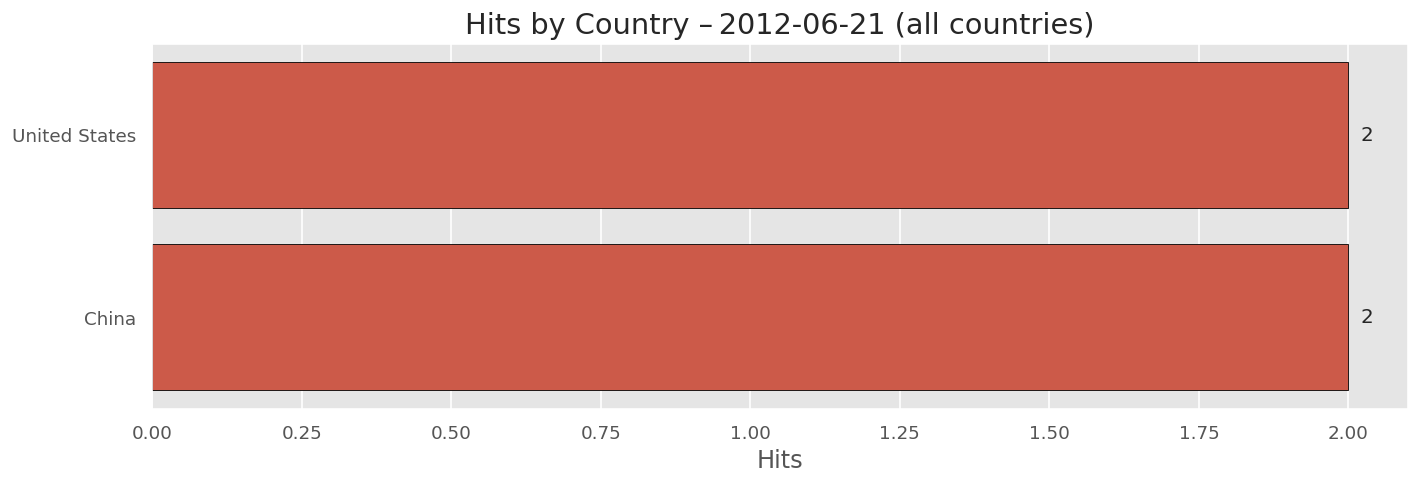 Hits by Country – 2012-06-21 (all countries)
United States
2
China
2
0.00 0.25 0.50 0.75 1.00 1.25 1.50 1.75 2.00
Hits